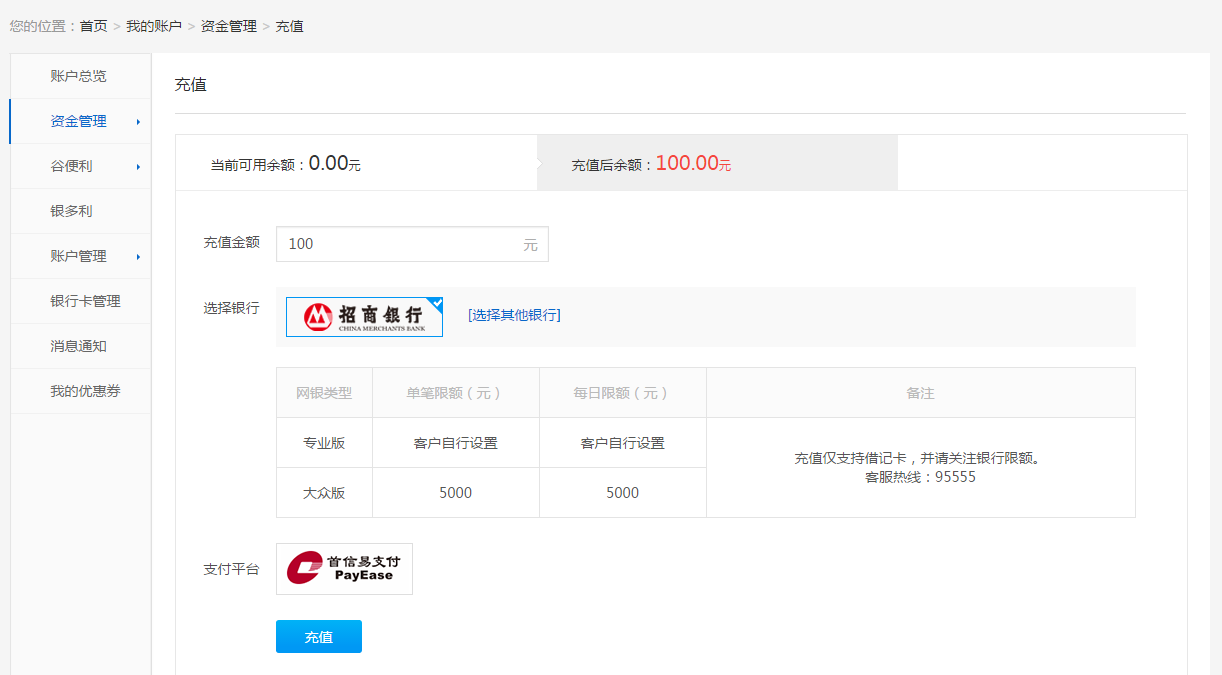 您的位置：首页 > 我的账户 > 资金管理 > 充值
账户总览
资金管理
谷便利
银多利
账户管理
银行卡管理
消息通知
我的优惠券
充值
当前可用余额：0.00元
充值后余额：100.00元
充值金额 100 元
选择银行 招商银行 CHINA MERCHANTS BANK [选择其他银行]
网银类型 单笔限额（元） 每日限额（元） 备注
专业版 客户自行设置 客户自行设置
大众版 5000 5000
充值仅支持借记卡，并请关注银行限额。
客服热线：95555
支付平台 首信易支付 PayEase
充值